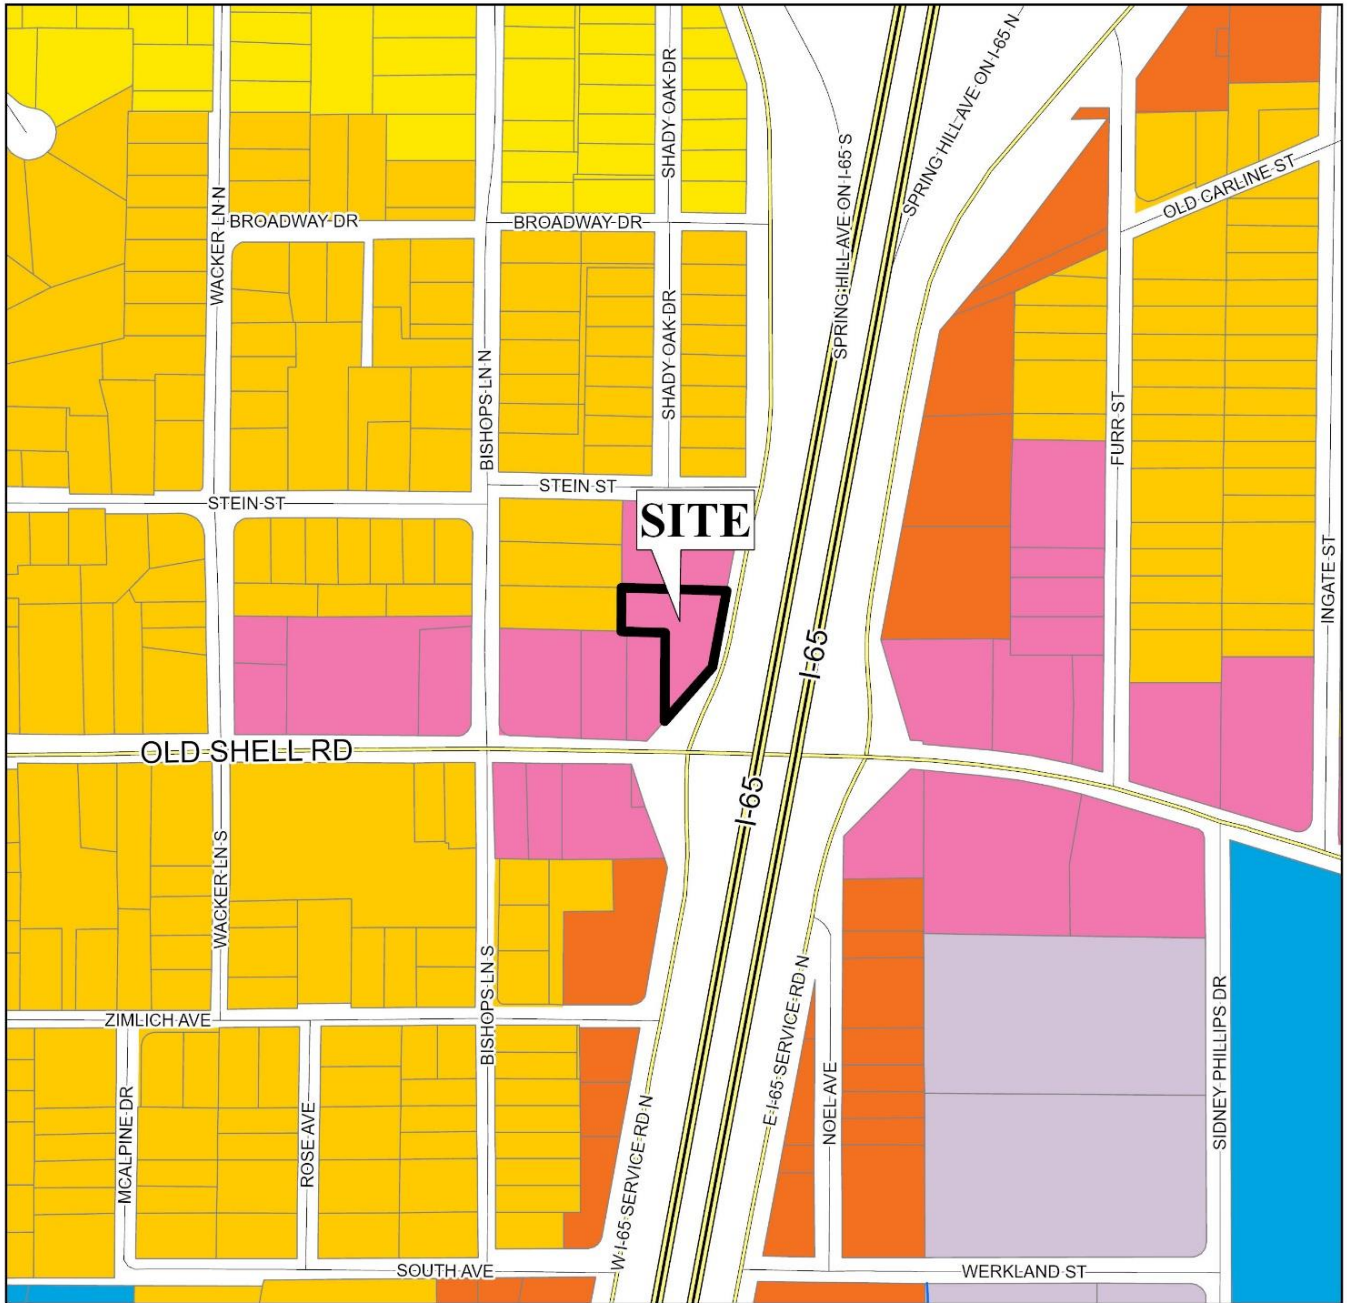 SHADY OAK DR
SPRING HILL AVE ON I-65 N
SPRING HILL AVE ON I-65 S
OLD CARLINE ST
WACKER LN N
BROADWAY DR
BROADWAY DR
SHADY OAK DR
BISHOPS LN N
FURR ST
STEIN ST
STEIN ST
SITE
INGATE ST
I-65
OLD SHELL RD
I-65
WACKER LN S
BISHOPS LN S
ZIMLICH AVE
E I-65 SERVICE RD N
SIDNEY PHILLIPS DR
MCALPINE DR
ROSE AVE
W I-65 SERVICE RD N
NOEL AVE
SOUTH AVE
WERKLAND ST